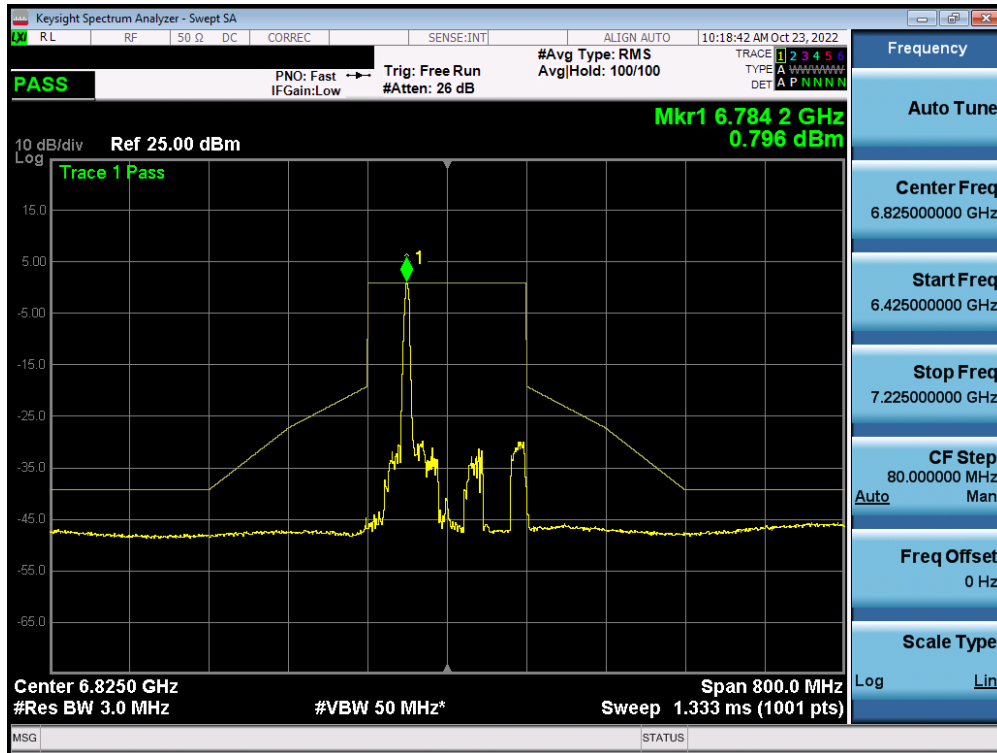 Keysight Spectrum Analyzer - Swept SA
LXI RL RF 50 Ω DC CORREC SENSE:INT ALIGN AUTO 10:18:42 AM Oct 23, 2022
PASS
PNO: Fast
IFGain:Low
Trig: Free Run
#Atten: 26 dB
#Avg Type: RMS
Avg|Hold: 100/100
TRACE 1 2 3 4 5 6
TYPE A WWWWW
DET A P N N N N
Mkr1 6.784 2 GHz
0.796 dBm
10 dB/div Ref 25.00 dBm
Log
Trace 1 Pass
1
15.0
5.00
-5.00
-15.0
-25.0
-35.0
-45.0
-55.0
-65.0
Center 6.8250 GHz Span 800.0 MHz
#Res BW 3.0 MHz #VBW 50 MHz* Sweep 1.333 ms (1001 pts)
MSG STATUS
Frequency
Auto Tune
Center Freq
6.825000000 GHz
Start Freq
6.425000000 GHz
Stop Freq
7.225000000 GHz
CF Step
80.000000 MHz
Auto Man
Freq Offset
0 Hz
Scale Type
Log Lin